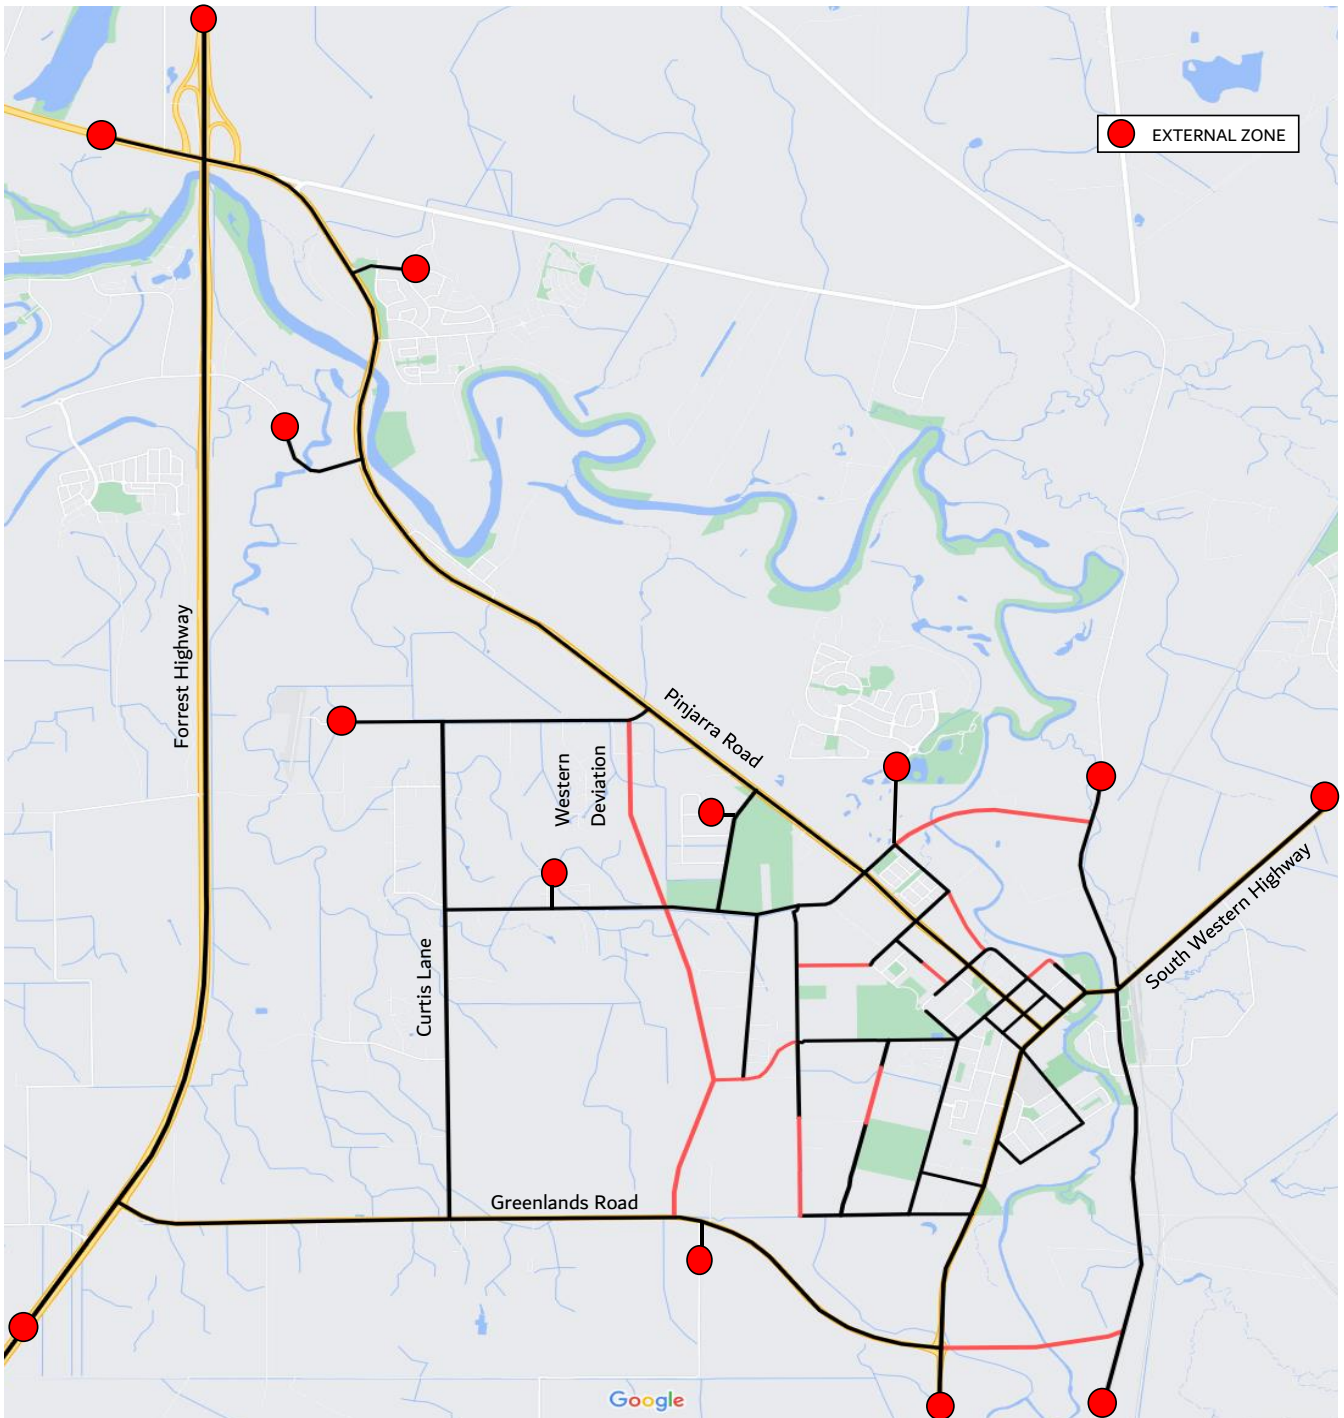 EXTERNAL ZONE
Forrest Highway
Pinjarra Road
Western
Deviation
South Western Highway
Curtis Lane
Greenlands Road
Google